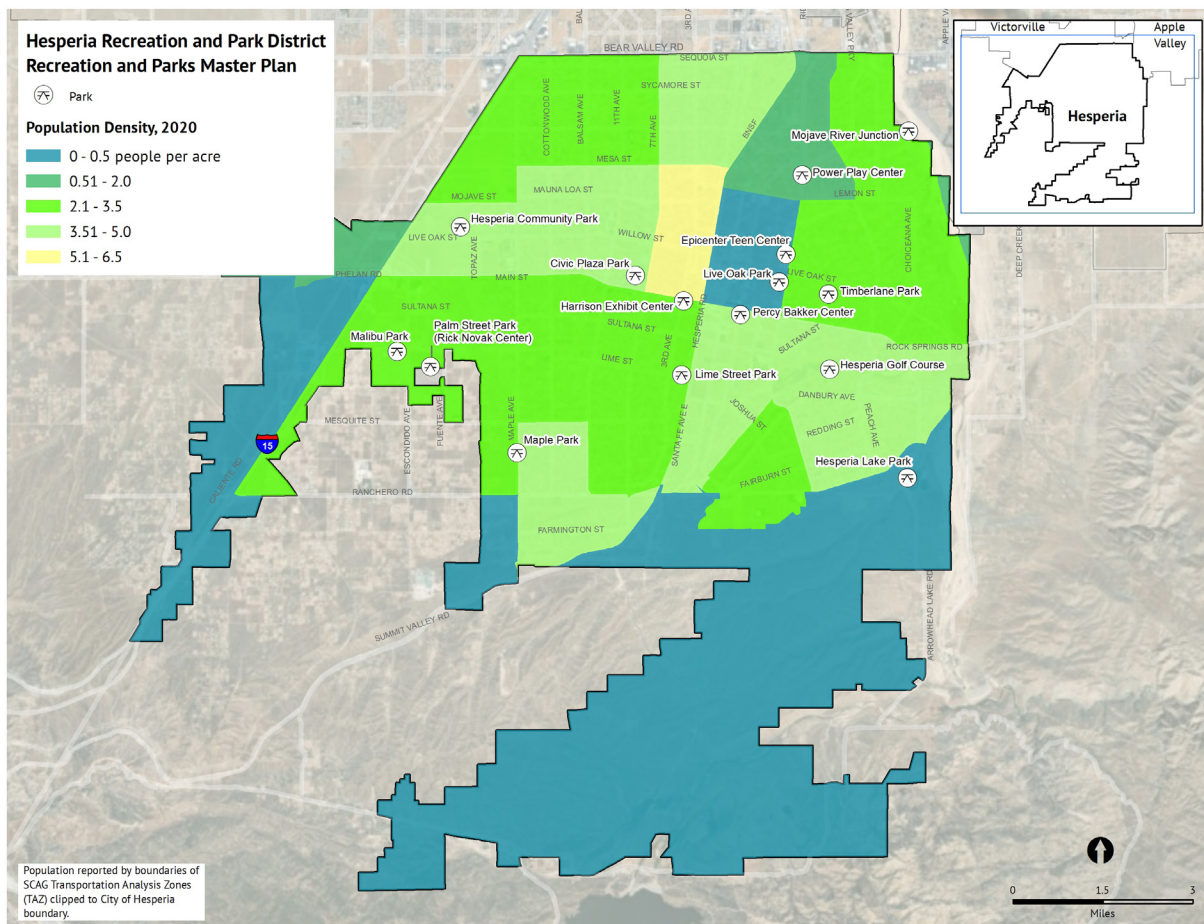 Hesperia Recreation and Park District
Recreation and Parks Master Plan
Park
Population Density, 2020
0 - 0.5 people per acre
0.51 - 2.0
2.1 - 3.5
3.51 - 5.0
5.1 - 6.5
Victorville
Apple
Valley
Hesperia
BEAR VALLEY RD
SEQUOIA ST
SYCAMORE ST
COTTONWOOD AVE
BALSAM AVE
11TH AVE
7TH AVE
BNSF
Mojave River Junction
MESA ST
Power Play Center
MAUNA LOA ST
MOJAVE ST
LEMON ST
Hesperia Community Park
LIVE OAK ST
TOPAZ AVE
WILLOW ST
Epicenter Teen Center
CHOICEANA AVE
DEEP CREEK
PHELAN RD
MAIN ST
Civic Plaza Park
Live Oak Park
LIVE OAK ST
Timberlane Park
SULTANA ST
Harrison Exhibit Center
HESPERIA RD
Percy Bakker Center
SULTANA ST
SULTANA ST
ROCK SPRINGS RD
Malibu Park
Palm Street Park
(Rick Novak Center)
LIME ST
3RD AVE
Lime Street Park
Hesperia Golf Course
DANBURY AVE
MESQUITE ST
ESCONDIDO AVE
FUENTE AVE
MAPLE AVE
SANTA FE AVE E
JOSHUA ST
REDDING ST
PEACH AVE
15
Maple Park
Hesperia Lake Park
CALIENTE RD
RANCHERO RD
FAIRBURN ST
FARMINGTON ST
SUMMIT VALLEY RD
ARROWHEAD LAKE RD
Population reported by boundaries of
SCAG Transportation Analysis Zones
(TAZ) clipped to City of Hesperia
boundary.
0
1.5
3
Miles